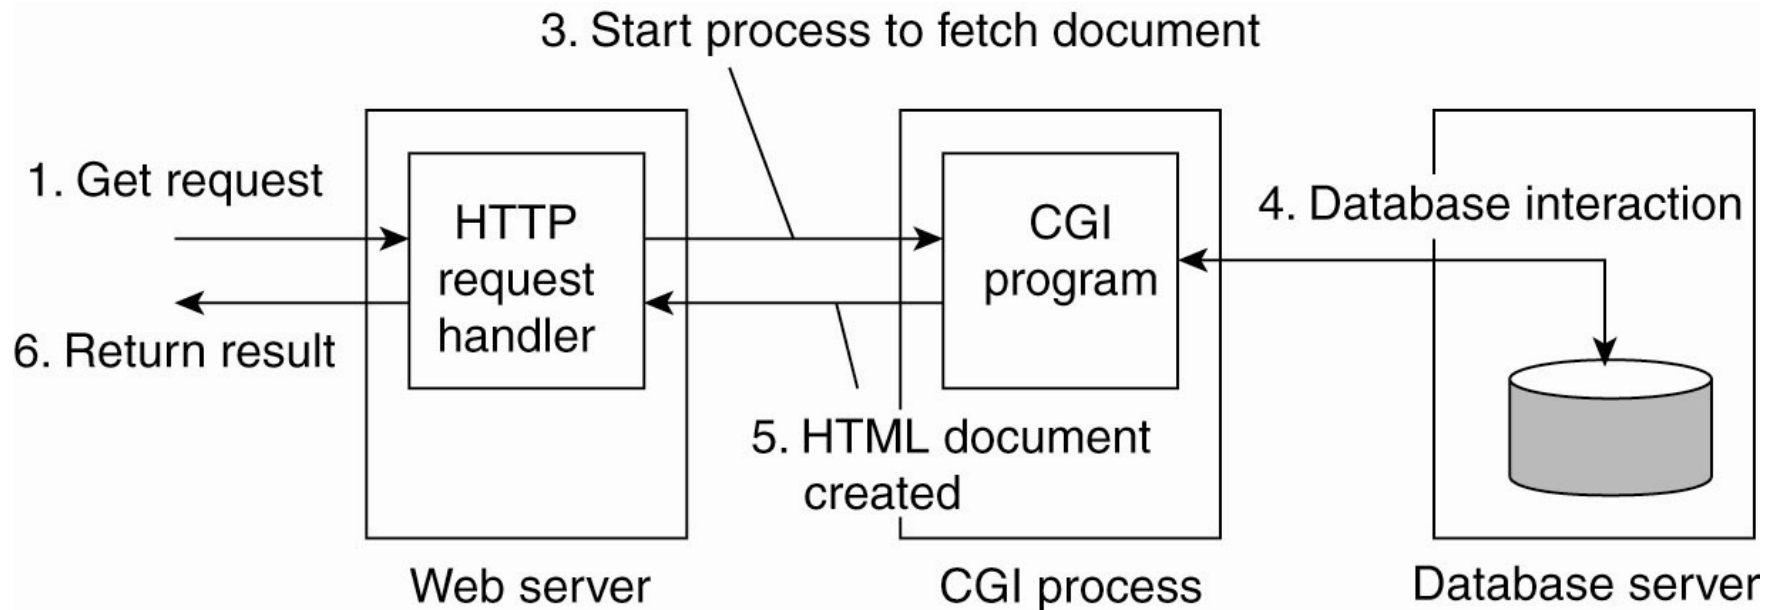 3. Start process to fetch document
1. Get request
HTTP
request
handler
CGI
program
4. Database interaction
6. Return result
5. HTML document
created
Web server
CGI process
Database server